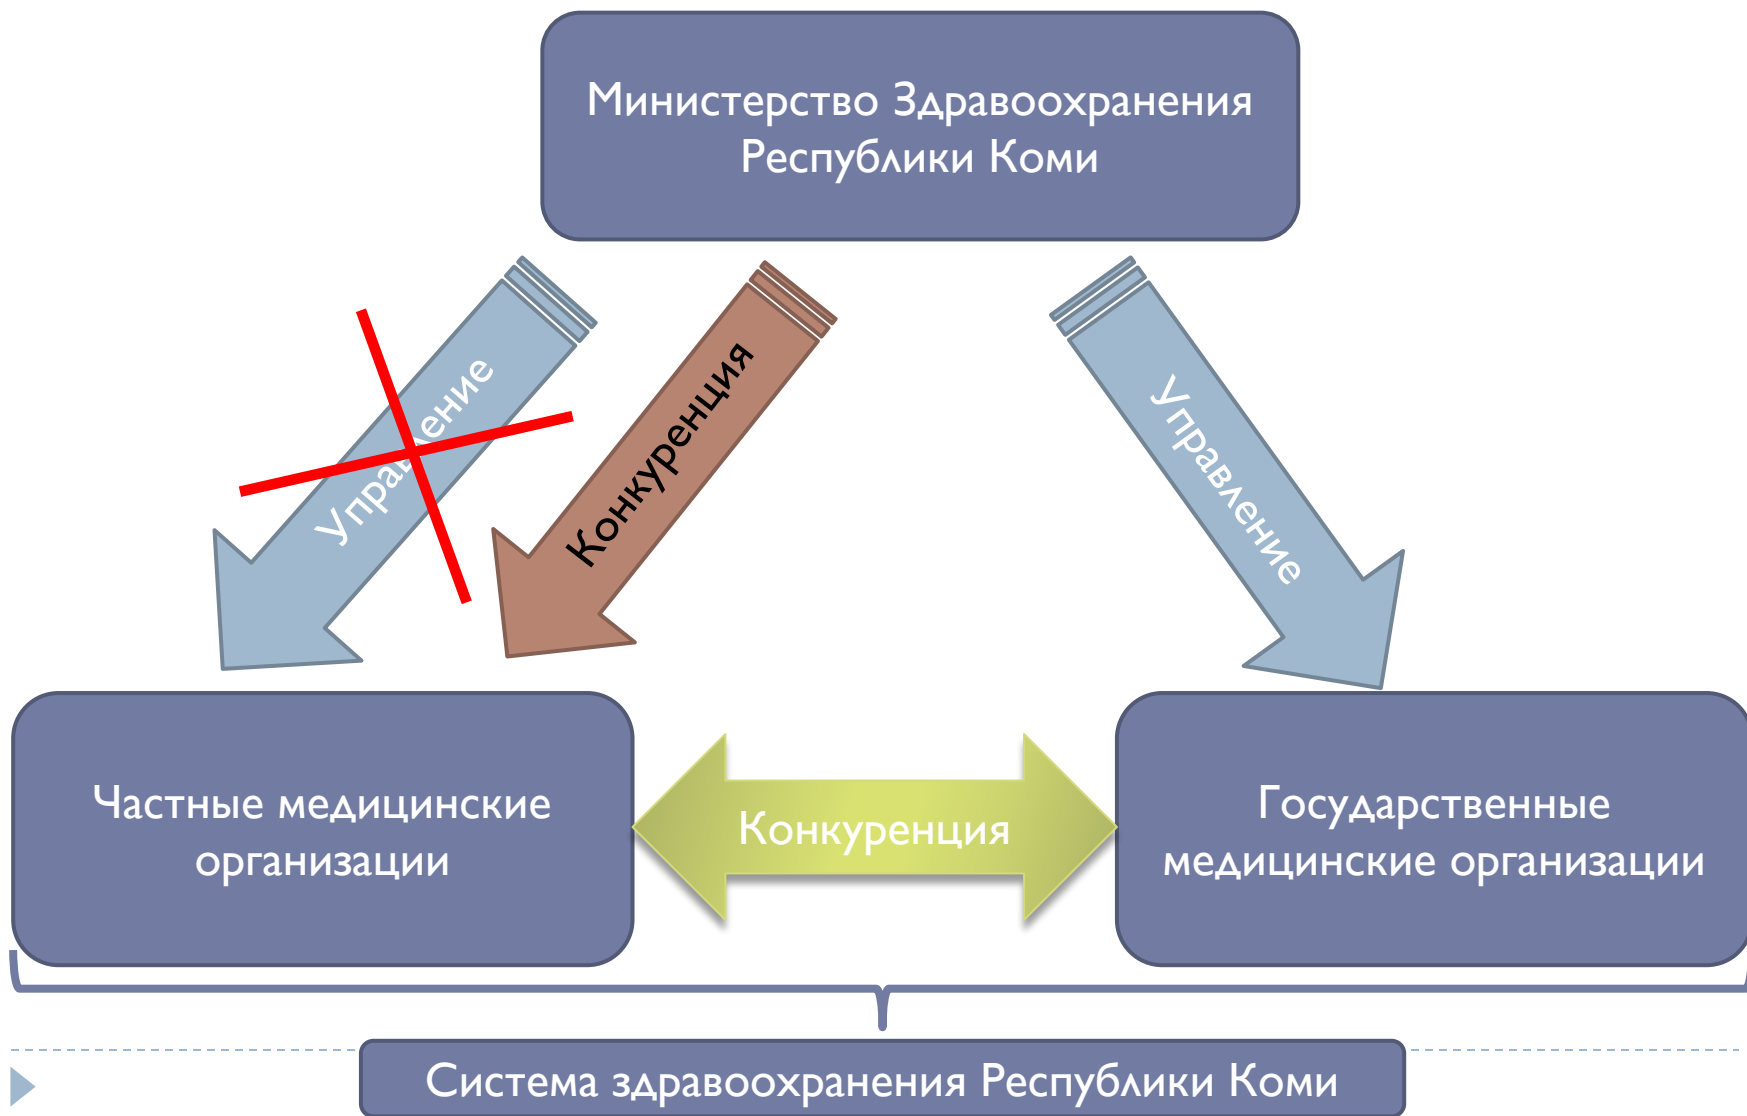 Министерство Здравоохранения
Республики Коми
Управление
Конкуренция
Управление
Частные медицинские
организации
Конкуренция
Государственные
медицинские организации
Система здравоохранения Республики Коми